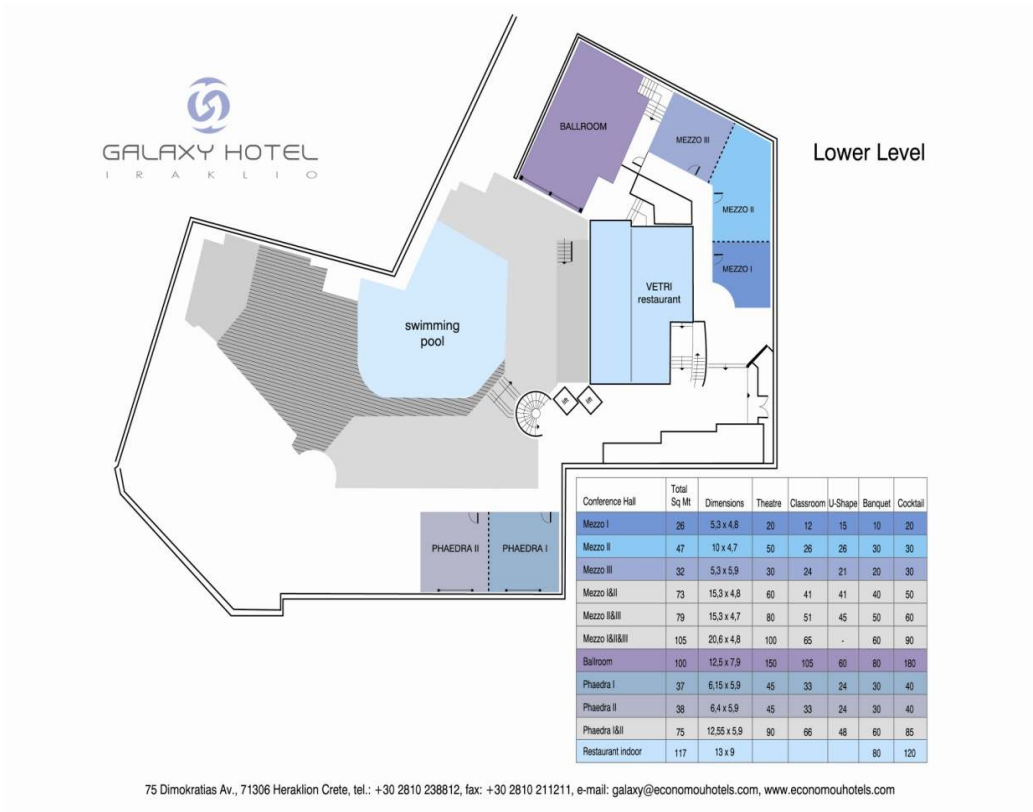 GALAXY HOTEL
IRAKLIO
Lower Level
BALLROOM
MEZZO III
MEZZO II
MEZZO I
VETRI
restaurant
swimming
pool
lift
lift
PHAEDRA II
PHAEDRA I
Conference Hall Total Sq Mt Dimensions Theatre Classroom U-Shape Banquet Cocktail
Mezzo I 26 5,3 x 4,8 20 12 15 10 20
Mezzo II 47 10 x 4,7 50 26 26 30 30
Mezzo III 32 5,3 x 5,9 30 24 21 20 30
Mezzo I&II 73 15,3 x 4,8 60 41 41 40 50
Mezzo II&III 79 15,3 x 4,7 80 51 45 50 60
Mezzo I&II&III 105 20,6 x 4,8 100 65 - 60 90
Ballroom 100 12,5 x 7,9 150 105 60 80 180
Phaedra I 37 6,15 x 5,9 45 33 24 30 40
Phaedra II 38 6,4 x 5,9 45 33 24 30 40
Phaedra I&II 75 12,55 x 5,9 90 66 48 60 85
Restaurant indoor 117 13 x 9 80 120
75 Dimokratias Av., 71306 Heraklion Crete, tel.: +30 2810 238812, fax: +30 2810 211211, e-mail: galaxy@economouhotels.com, www.economouhotels.com